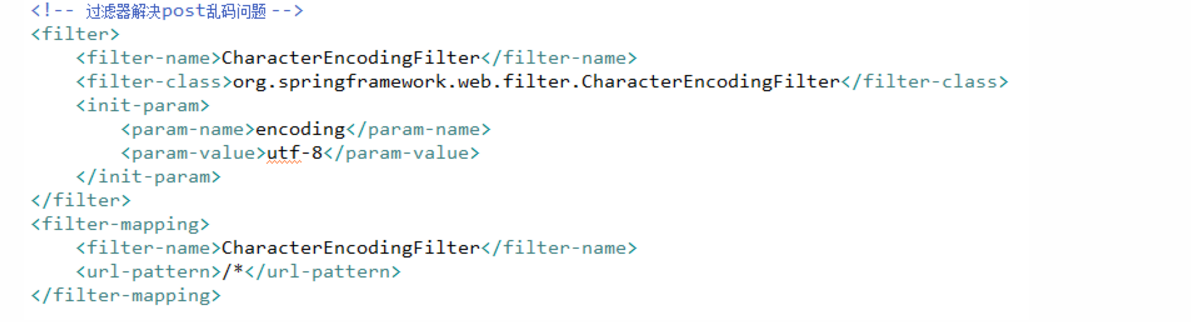 <!-- 过滤器解决post乱码问题 -->
<filter>
    <filter-name>CharacterEncodingFilter</filter-name>
    <filter-class>org.springframework.web.filter.CharacterEncodingFilter</filter-class>
    <init-param>
        <param-name>encoding</param-name>
        <param-value>utf-8</param-value>
    </init-param>
</filter>
<filter-mapping>
    <filter-name>CharacterEncodingFilter</filter-name>
    <url-pattern>/*</url-pattern>
</filter-mapping>